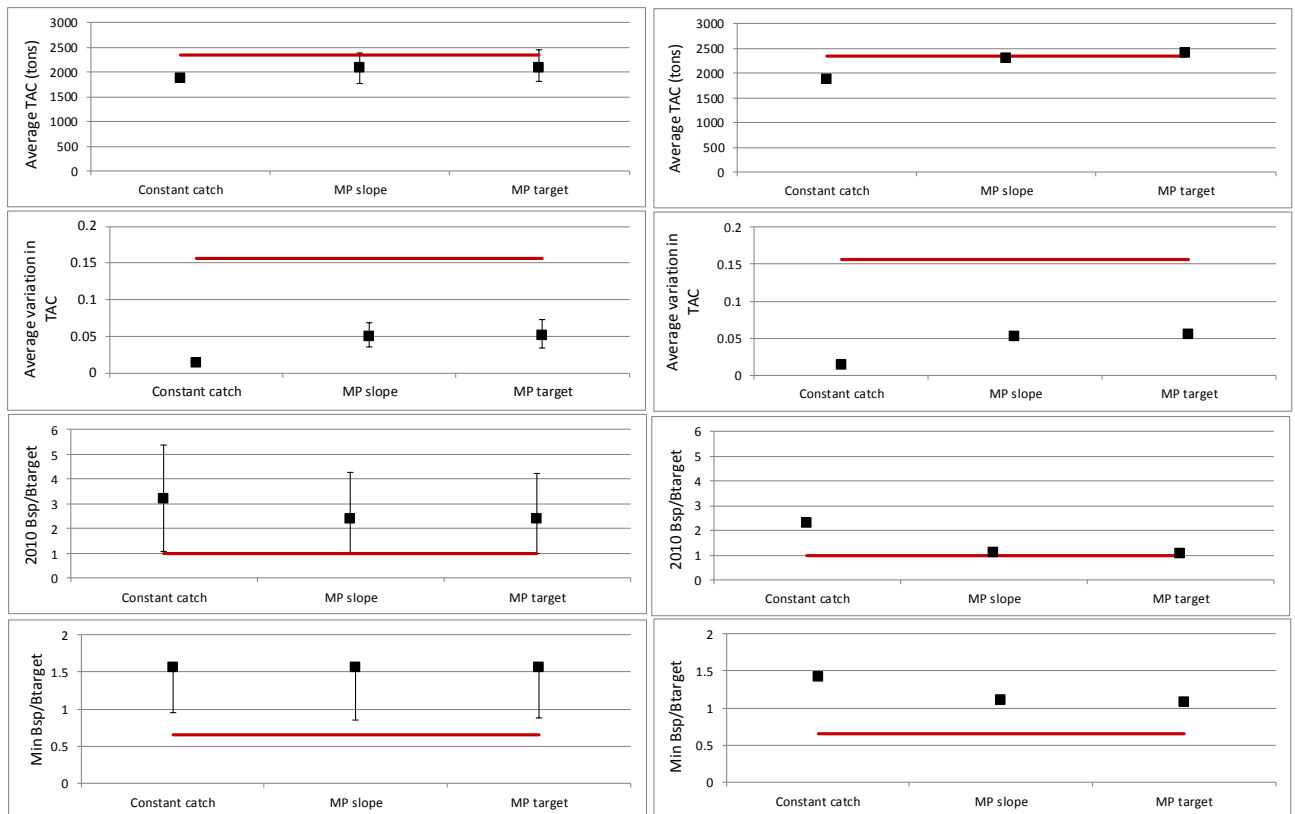 Average TAC (tons)
3000
2500
2000
1500
1000
500
0
Constant catch MP slope MP target
Average TAC (tons)
3000
2500
2000
1500
1000
500
0
Constant catch MP slope MP target
Average variation in
TAC
0.2
0.15
0.1
0.05
0
Constant catch MP slope MP target
Average variation in
TAC
0.2
0.15
0.1
0.05
0
Constant catch MP slope MP target
2010 Bsp/Btarget
6
5
4
3
2
1
0
Constant catch MP slope MP target
2010 Bsp/Btarget
6
5
4
3
2
1
0
Constant catch MP slope MP target
Min Bsp/Btarget
2
1.5
1
0.5
0
Constant catch MP slope MP target
Min Bsp/Btarget
2
1.5
1
0.5
0
Constant catch MP slope MP target